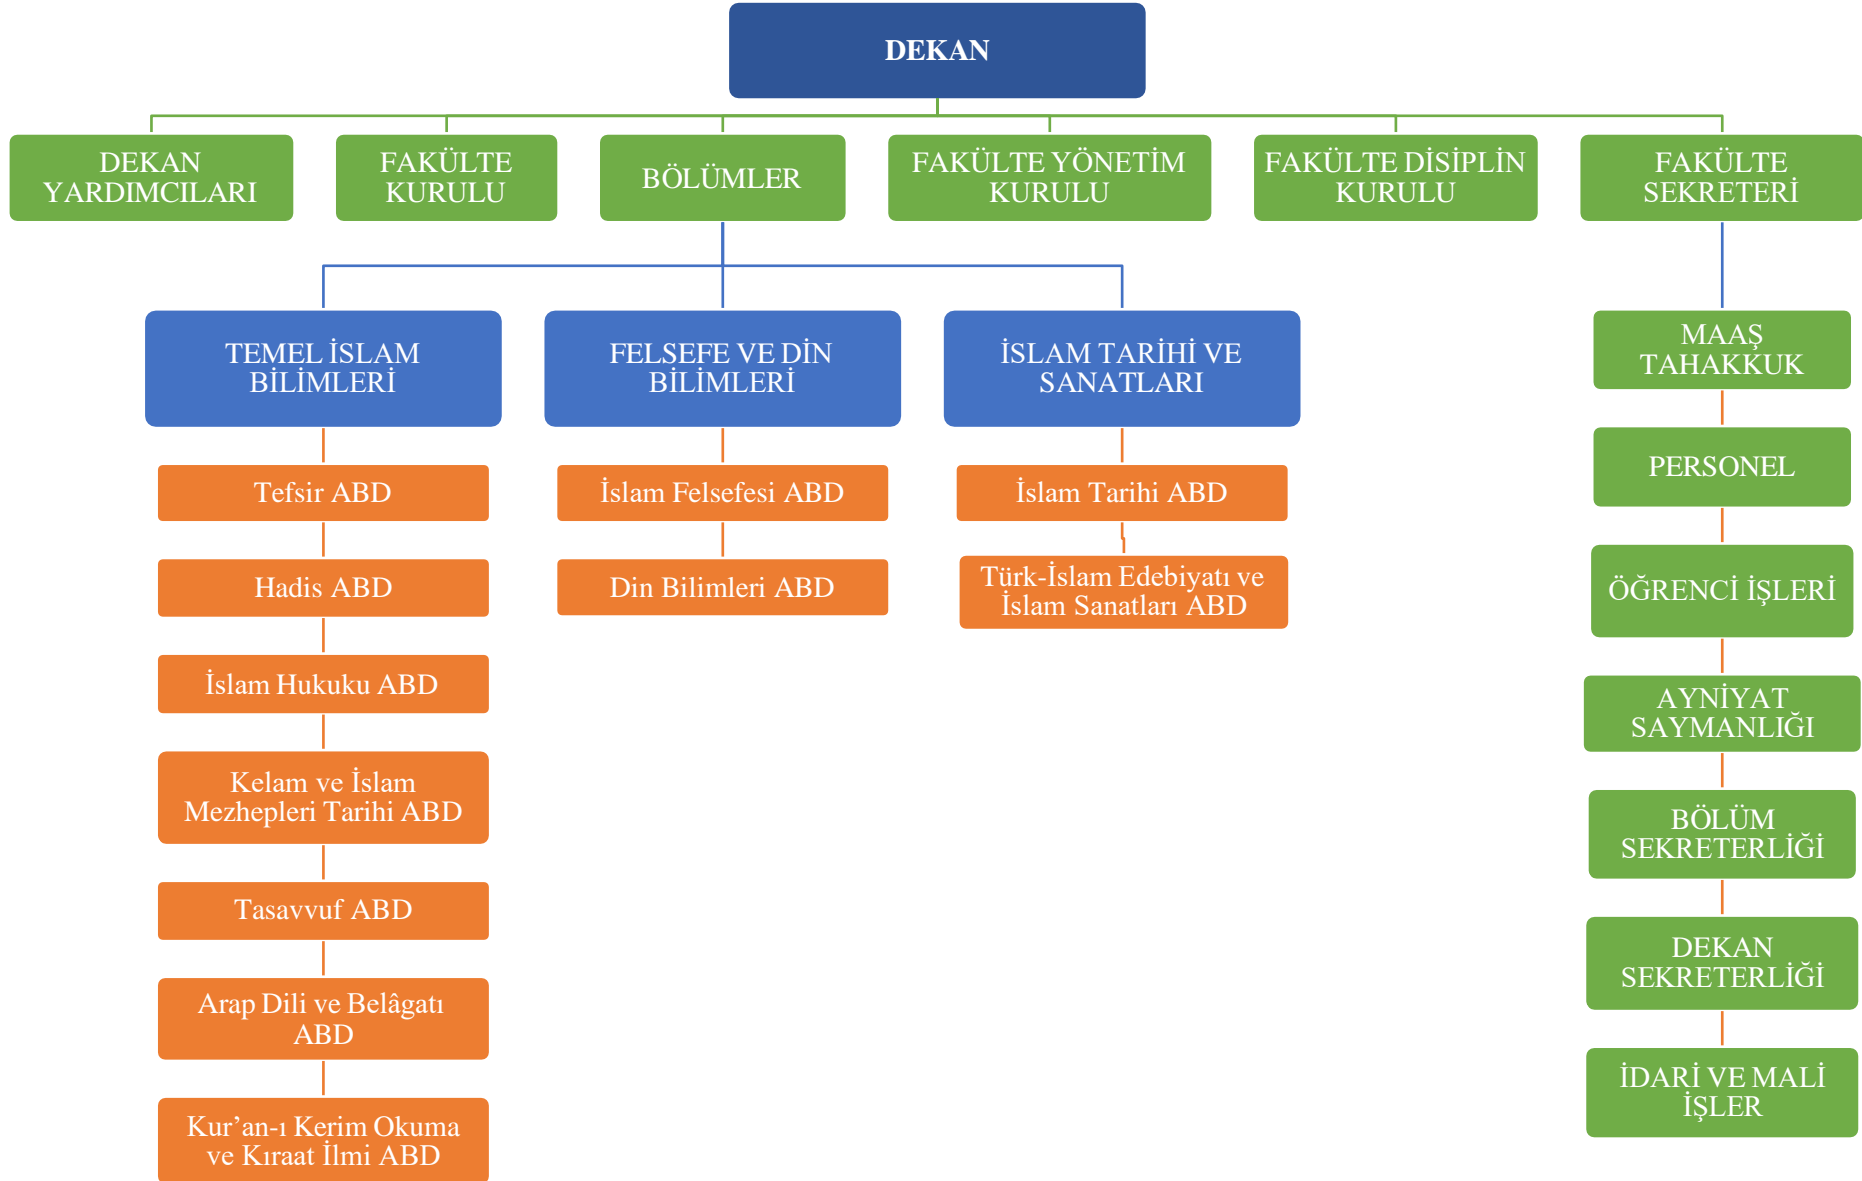 DEKAN
DEKAN
YARDIMCILARI
FAKÜLTE
KURULU
BÖLÜMLER
FAKÜLTE YÖNETİM
KURULU
FAKÜLTE DİSİPLİN
KURULU
FAKÜLTE
SEKRETERİ
TEMEL İSLAM
BİLİMLERİ
Tefsir ABD
Hadis ABD
İslam Hukuku ABD
Kelam ve İslam
Mezhepleri Tarihi ABD
Tasavvuf ABD
Arap Dili ve Belâgatı
ABD
Kur’an-ı Kerim Okuma
ve Kıraat İlmi ABD
FELSEFE VE DİN
BİLİMLERİ
İslam Felsefesi ABD
Din Bilimleri ABD
İSLAM TARİHİ VE
SANATLARI
İslam Tarihi ABD
Türk-İslam Edebiyatı ve
İslam Sanatları ABD
MAAŞ
TAHAKKUK
PERSONEL
ÖĞRENCİ İŞLERİ
AYNİYAT
SAYMANLIĞI
BÖLÜM
SEKRETERLİĞİ
DEKAN
SEKRETERLİĞİ
İDARİ VE MALİ
İŞLER